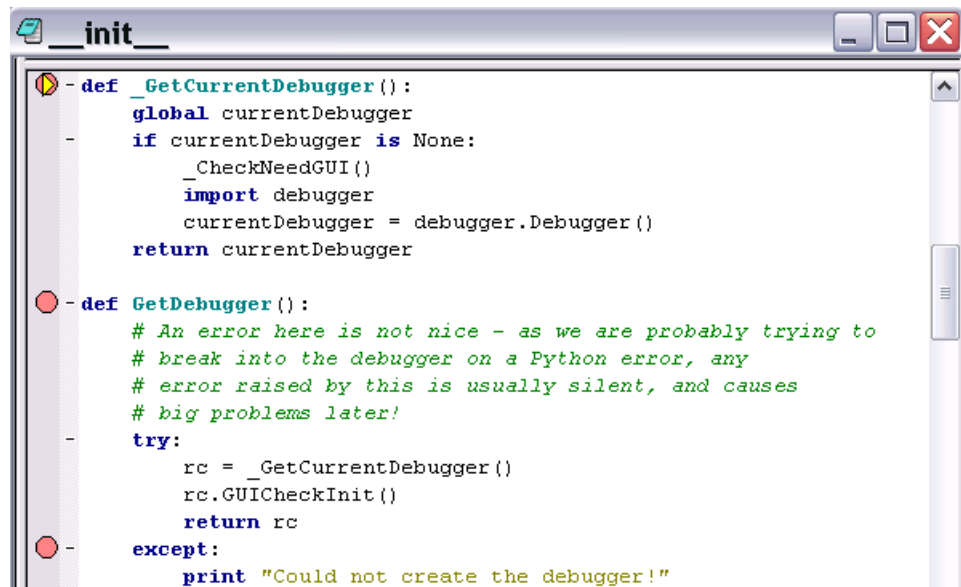 __init__
def _GetCurrentDebugger():
    global currentDebugger
    if currentDebugger is None:
        _CheckNeedGUI()
        import debugger
        currentDebugger = debugger.Debugger()
    return currentDebugger
def GetDebugger():
    # An error here is not nice - as we are probably trying to
    # break into the debugger on a Python error, any
    # error raised by this is usually silent, and causes
    # big problems later!
    try:
        rc = _GetCurrentDebugger()
        rc.GUICheckInit()
        return rc
    except:
        print "Could not create the debugger!"